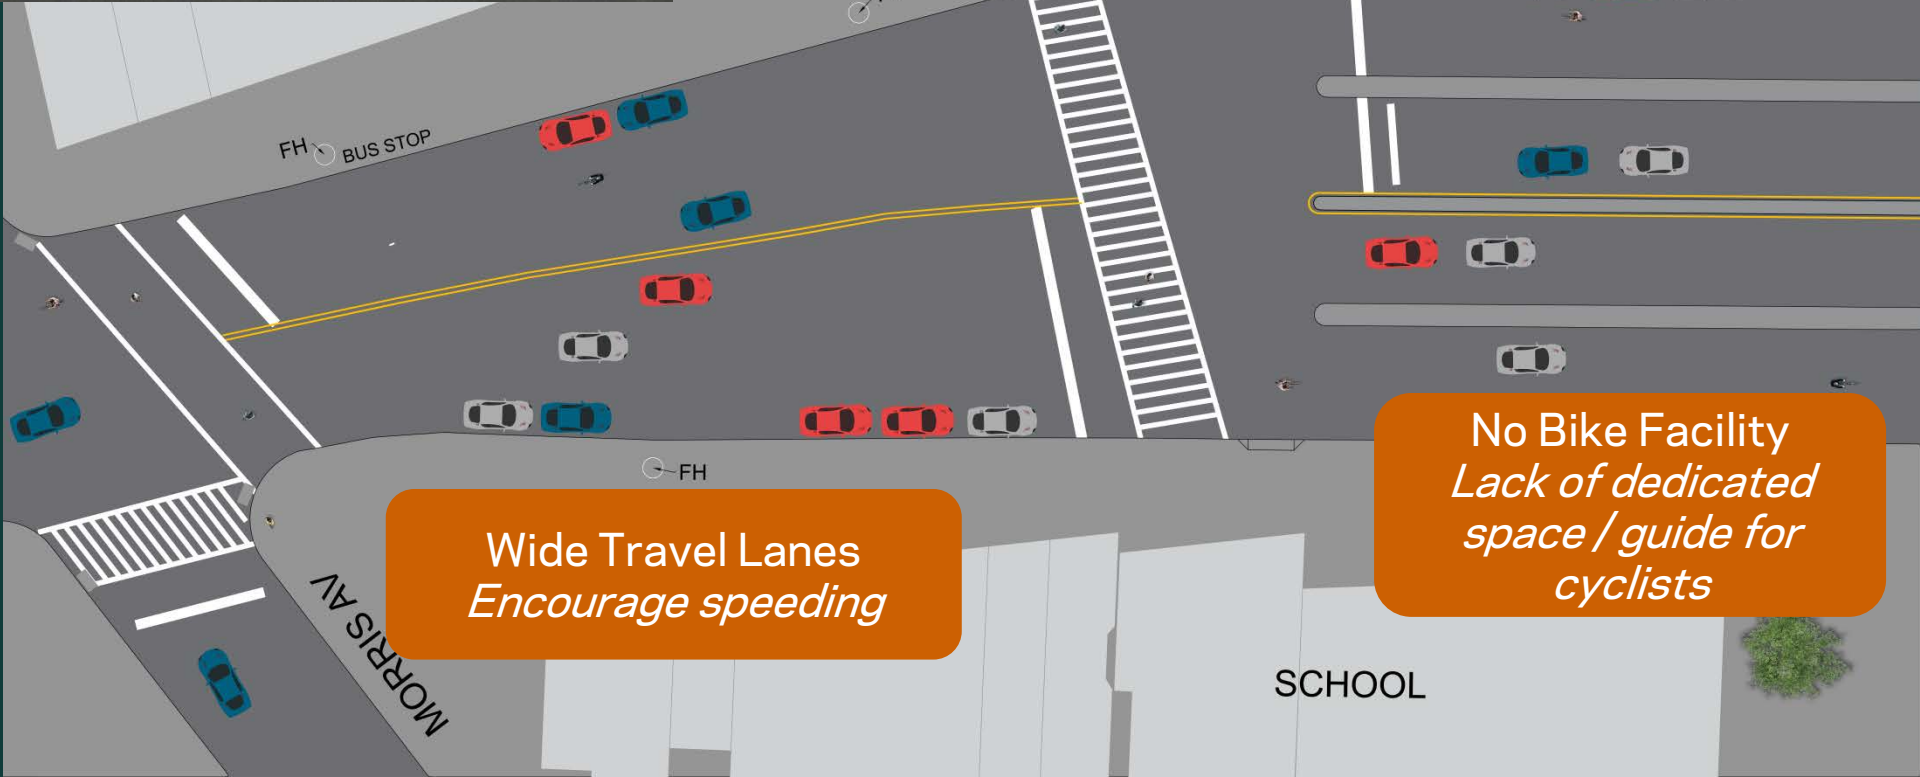 FH
BUS STOP
FH
Wide Travel Lanes
Encourage speeding
No Bike Facility
Lack of dedicated
space / guide for
cyclists
MORRIS AV
SCHOOL